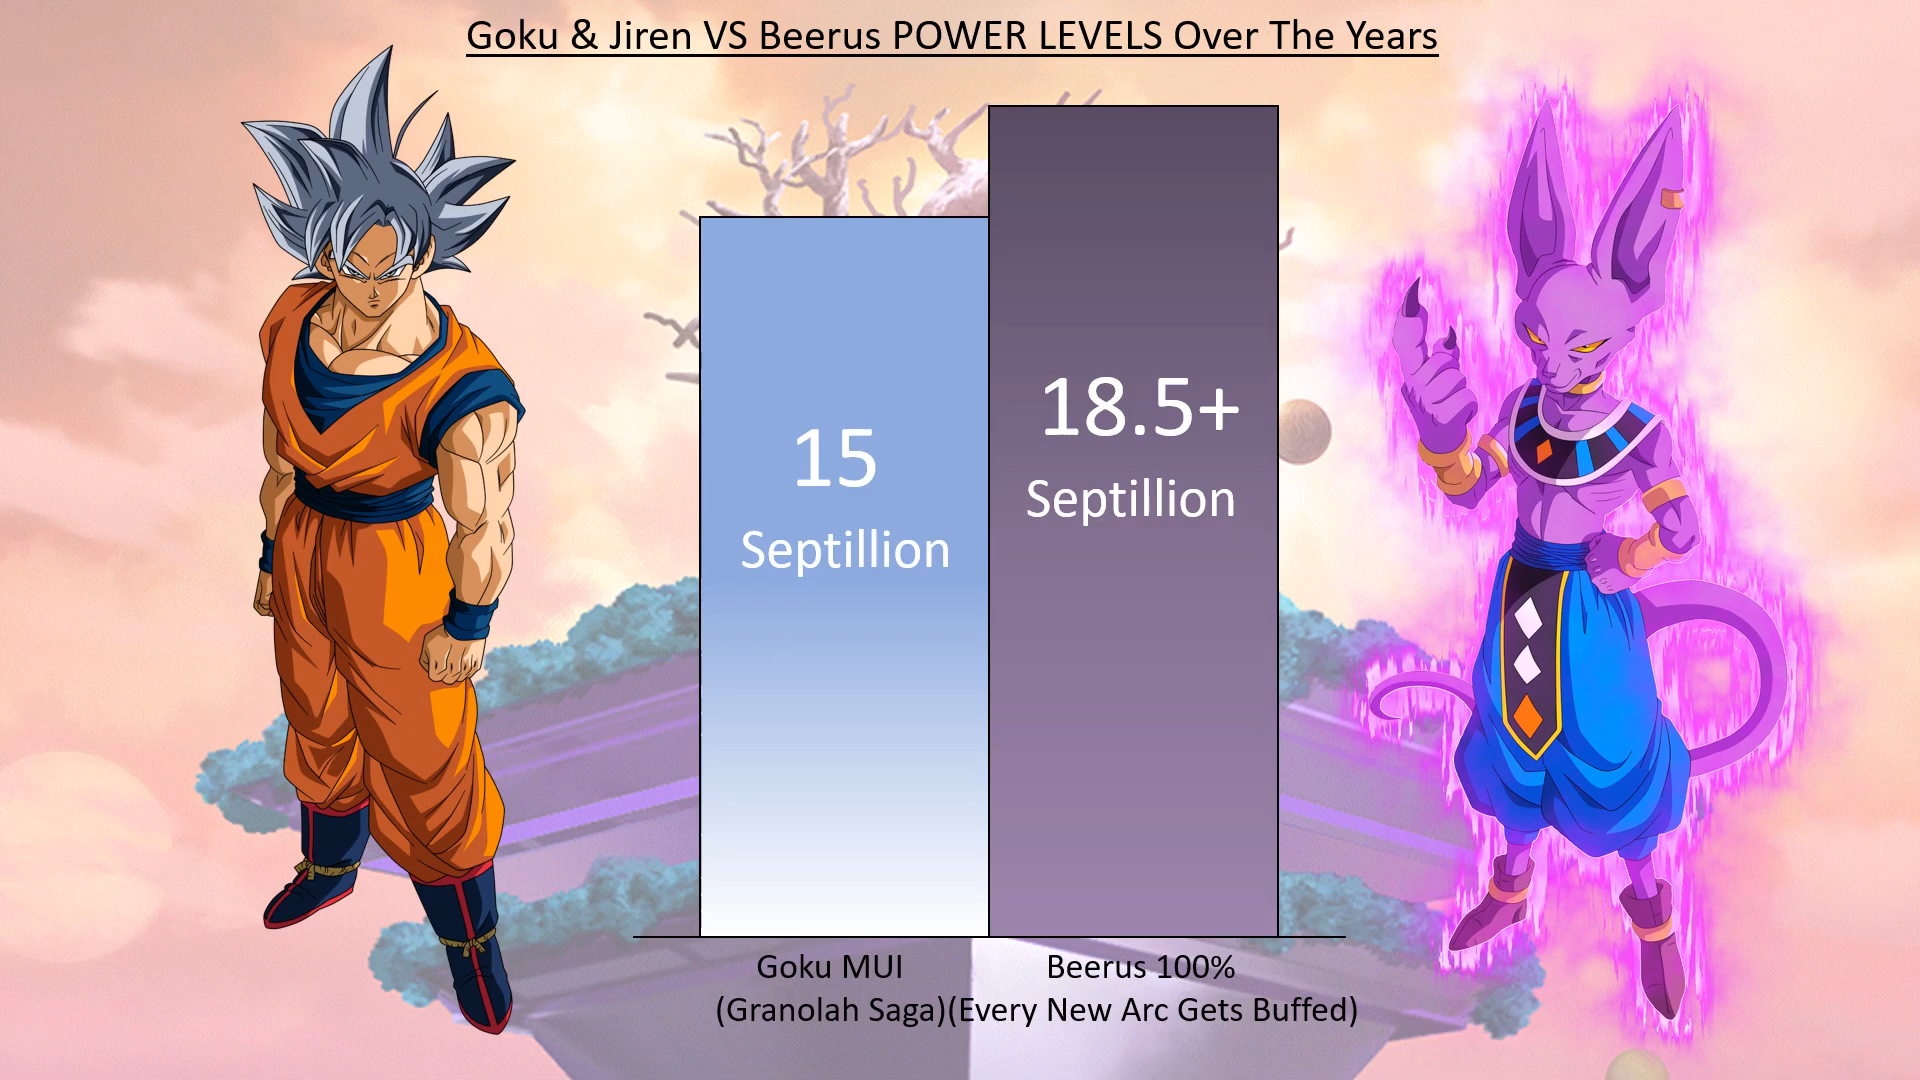 Goku & Jiren VS Beerus POWER LEVELS Over The Years
15
Septillion
18.5+
Septillion
Goku MUI
(Granolah Saga)
Beerus 100%
(Every New Arc Gets Buffed)